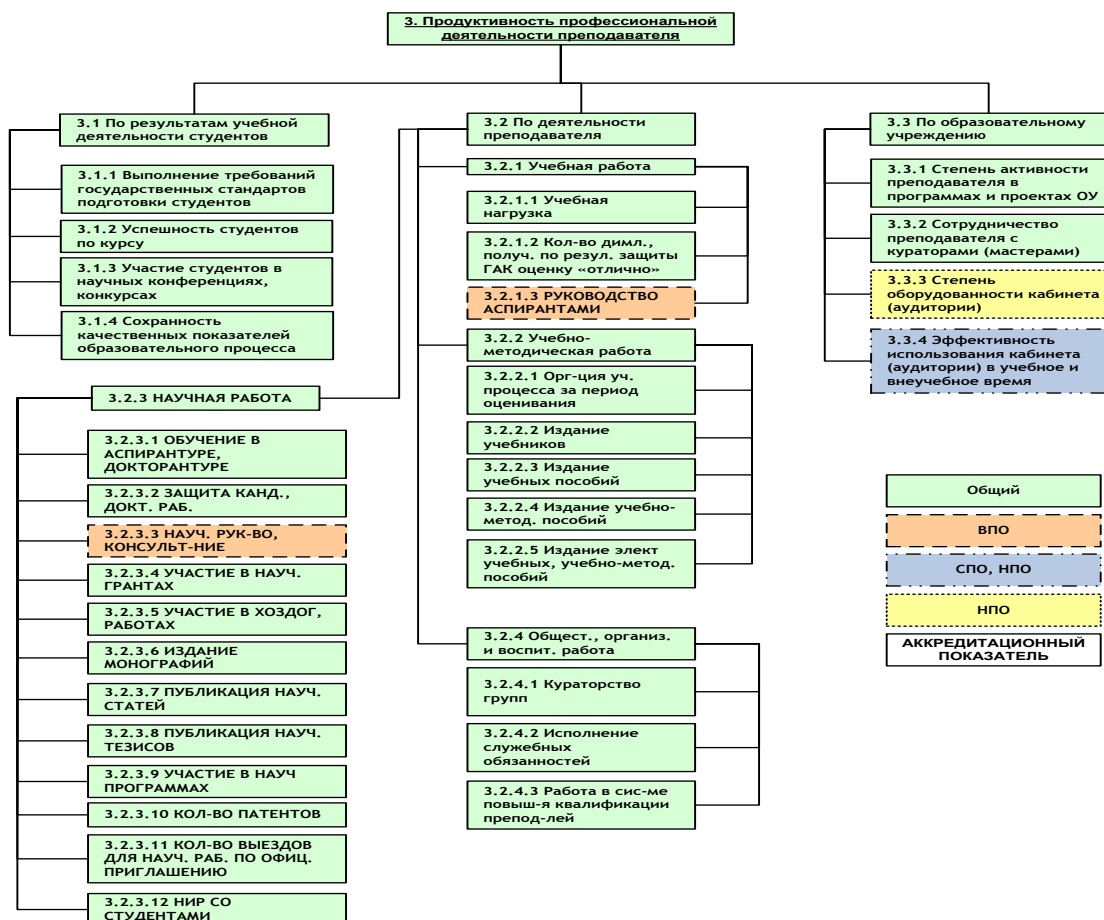 3. Продуктивность профессиональной
деятельности преподавателя
3.1 По результатам учебной
деятельности студентов
3.1.1 Выполнение требований
государственных стандартов
подготовки студентов
3.1.2 Успешность студентов
по курсу
3.1.3 Участие студентов в
научных конференциях,
конкурсах
3.1.4 Сохранность
качественных показателей
образовательного процесса
3.2 По деятельности
преподавателя
3.2.1 Учебная работа
3.2.1.1 Учебная
нагрузка
3.2.1.2 Кол-во димл.,
получ. по резул. защиты
ГАК оценку «отлично»
3.2.1.3 РУКОВОДСТВО
АСПИРАНТАМИ
3.2.2 Учебно-
методическая работа
3.2.2.1 Орг-ция уч.
процесса за период
оценивания
3.2.2.2 Издание
учебников
3.2.2.3 Издание
учебных пособий
3.2.2.4 Издание учебно-
метод. пособий
3.2.2.5 Издание элект
учебных, учебно-метод.
пособий
3.2.3 НАУЧНАЯ РАБОТА
3.2.3.1 ОБУЧЕНИЕ В
АСПИРАНТУРЕ,
ДОКТОРАНТУРЕ
3.2.3.2 ЗАЩИТА КАНД.,
ДОКТ. РАБ.
3.2.3.3 НАУЧ. РУК-ВО,
КОНСУЛЬТ-НИЕ
3.2.3.4 УЧАСТИЕ В НАУЧ.
ГРАНТАХ
3.2.3.5 УЧАСТИЕ В ХОЗДОГ,
РАБОТАХ
3.2.3.6 ИЗДАНИЕ
МОНОГРАФИЙ
3.2.3.7 ПУБЛИКАЦИЯ НАУЧ.
СТАТЕЙ
3.2.3.8 ПУБЛИКАЦИЯ НАУЧ.
ТЕЗИСОВ
3.2.3.9 УЧАСТИЕ В НАУЧ
ПРОГРАММАХ
3.2.3.10 КОЛ-ВО ПАТЕНТОВ
3.2.3.11 КОЛ-ВО ВЫЕЗДОВ
ДЛЯ НАУЧ. РАБ. ПО ОФИЦ.
ПРИГЛАШЕНИЮ
3.2.3.12 НИР СО
СТУДЕНТАМИ
3.2.4 Общест., организ.
и воспит. работа
3.2.4.1 Кураторство
групп
3.2.4.2 Исполнение
служебных
обязанностей
3.2.4.3 Работа в сис-ме
повыш-я квалификации
препод-лей
3.3 По образовательному
учреждению
3.3.1 Степень активности
преподавателя в
программах и проектах ОУ
3.3.2 Сотрудничество
преподавателя с
кураторами (мастерами)
3.3.3 Степень
оборудованности кабинета
(аудитории)
3.3.4 Эффективность
использования кабинета
(аудитории) в учебное и
внеучебное время
Общий
ВПО
СПО, НПО
НПО
АККРЕДИТАЦИОННЫЙ
ПОКАЗАТЕЛЬ